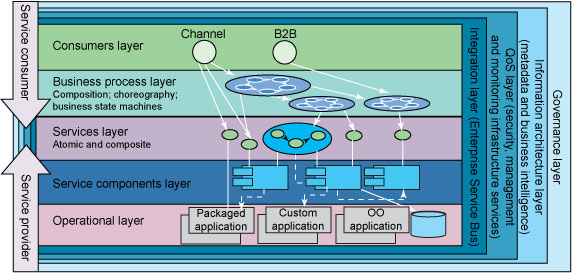 Service consumer
Service provider
Consumers layer
Channel
B2B
Business process layer
Composition; choreography;
business state machines
Services layer
Atomic and composite
Service components layer
Operational layer
Packaged
application
Custom
application
OO
application
Integration layer (Enterprise Service Bus)
QoS layer (security, management
and monitoring infrastructure services)
Information architecture layer
(metadata and business intelligence)
Governance layer